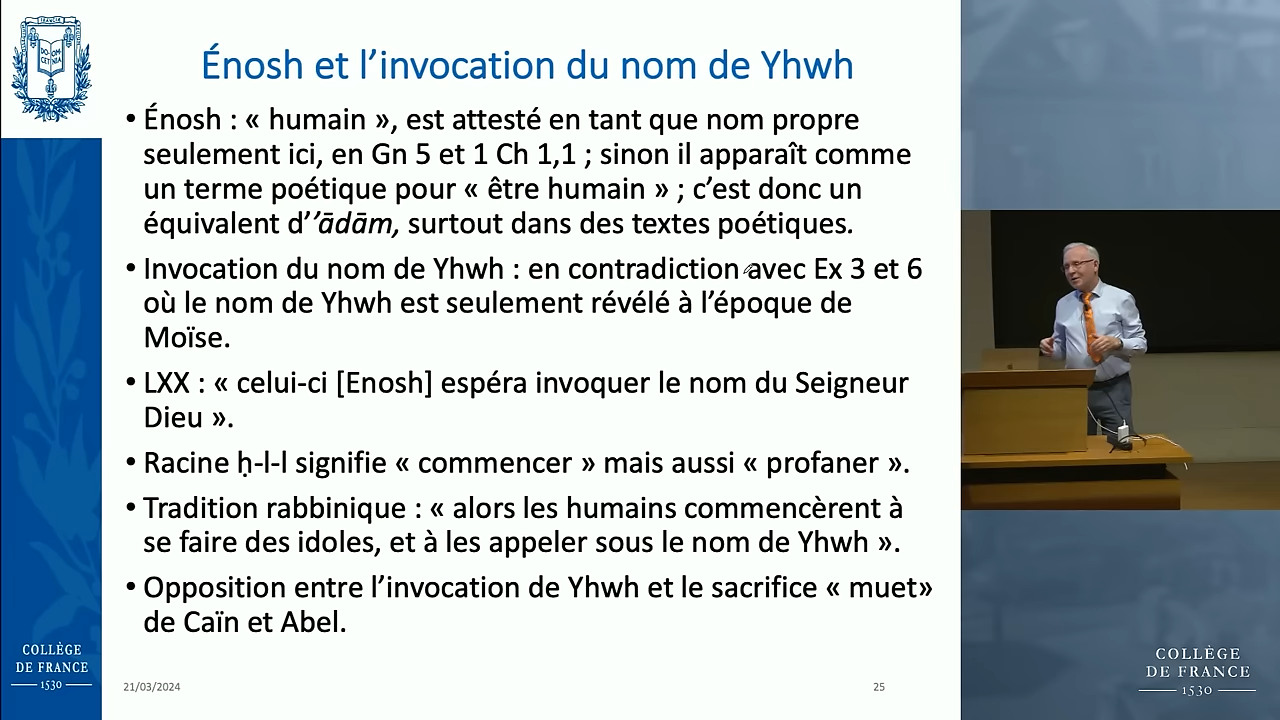 Énosh et l’invocation du nom de Yhwh
• Énosh : « humain », est attesté en tant que nom propre
seulement ici, en Gn 5 et 1 Ch 1,1 ; sinon il apparaît comme
un terme poétique pour « être humain » ; c’est donc un
équivalent d’’ādām, surtout dans des textes poétiques.
• Invocation du nom de Yhwh : en contradiction avec Ex 3 et 6
où le nom de Yhwh est seulement révélé à l’époque de
Moïse.
• LXX : « celui-ci [Enosh] espéra invoquer le nom du Seigneur
Dieu ».
• Racine ḥ-l-l signifie « commencer » mais aussi « profaner ».
• Tradition rabbinique : « alors les humains commencèrent à
se faire des idoles, et à les appeler sous le nom de Yhwh ».
• Opposition entre l’invocation de Yhwh et le sacrifice « muet»
de Caïn et Abel.
21/03/2024
25
COLLÈGE
DE FRANCE
1530
COLLÈGE
DE FRANCE
1530